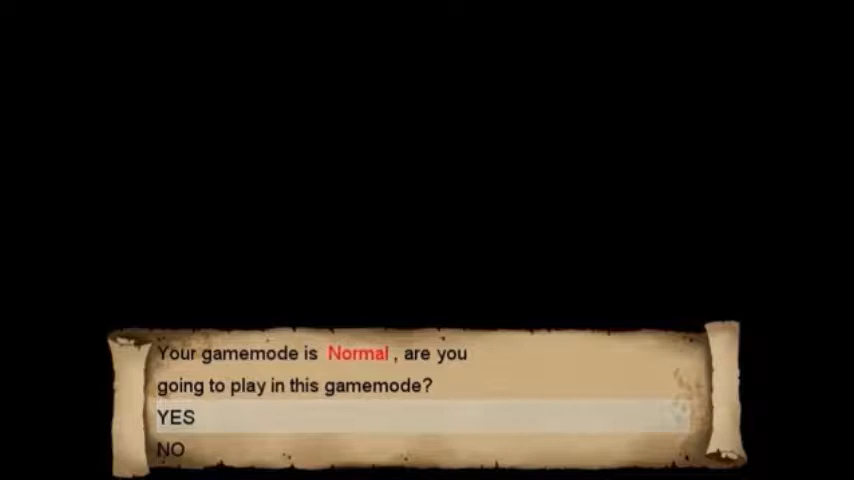 Your gamemode is Normal , are you
going to play in this gamemode?
YES
NO